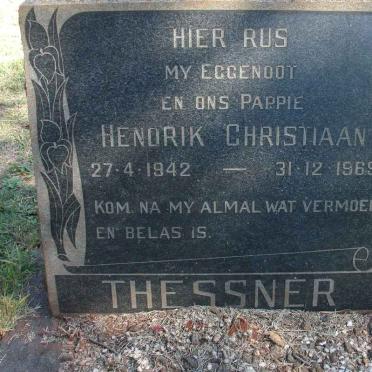 HIER RUS
MY EGGENOOT
EN ONS PAPPIE
HENDRIK CHRISTIAAN
27·4·1942 — 31·12·1969
KOM NA MY ALMAL WAT VERMOEI
EN BELAS IS.
THESSNER